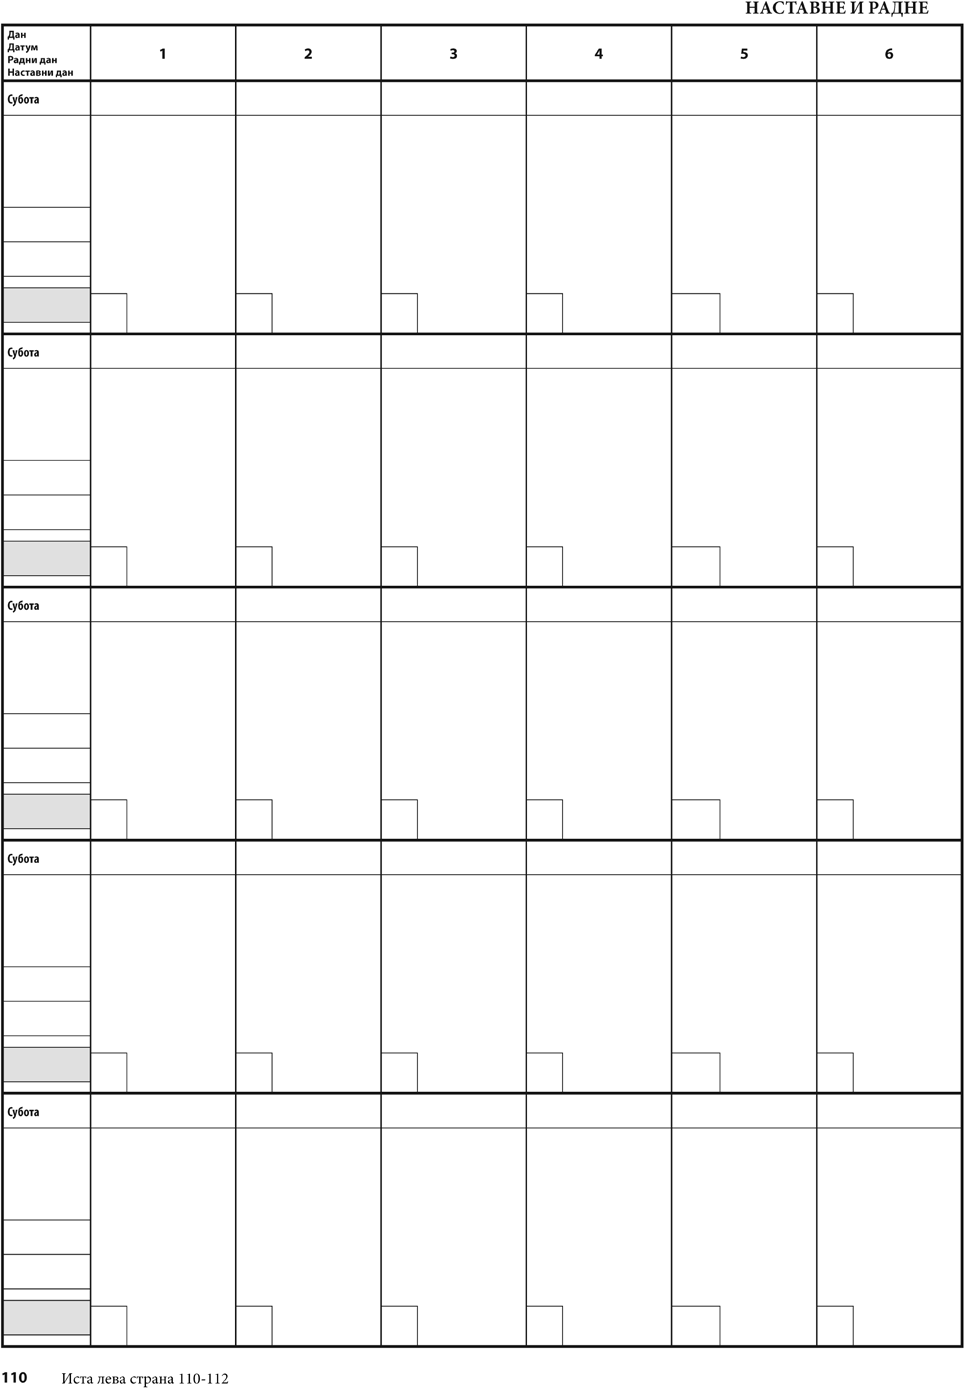 НАСТАВНЕ И РАДНЕ
Дан
Датум
Радни дан
Наставни дан
1 2 3 4 5 6
Субота
Субота
Субота
Субота
Субота
110 Иста лева страна 110-112